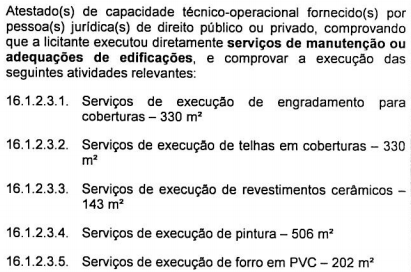 Atestado(s) de capacidade técnico-operacional fornecido(s) por
pessoa(s) jurídica(s) de direito público ou privado, comprovando
que a licitante executou diretamente serviços de manutenção ou
adequações de edificações, e comprovar a execução das
seguintes atividades relevantes:
16.1.2.3.1. Serviços de execução de engradamento para
coberturas – 330 m²
16.1.2.3.2. Serviços de execução de telhas em coberturas – 330
m²
16.1.2.3.3. Serviços de execução de revestimentos cerâmicos –
143 m²
16.1.2.3.4. Serviços de execução de pintura – 506 m²
16.1.2.3.5. Serviços de execução de forro em PVC – 202 m²